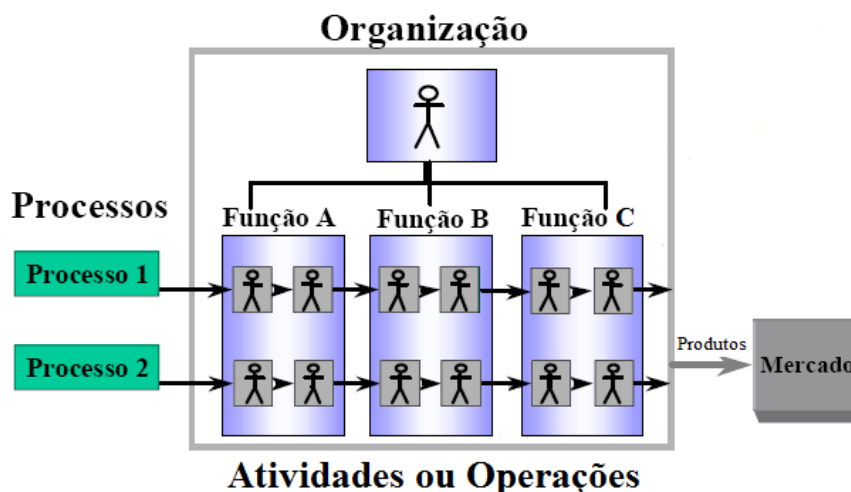 Organização
Processos
Função A
Função B
Função C
Processo 1
Processo 2
Produtos
Mercado
Atividades ou Operações